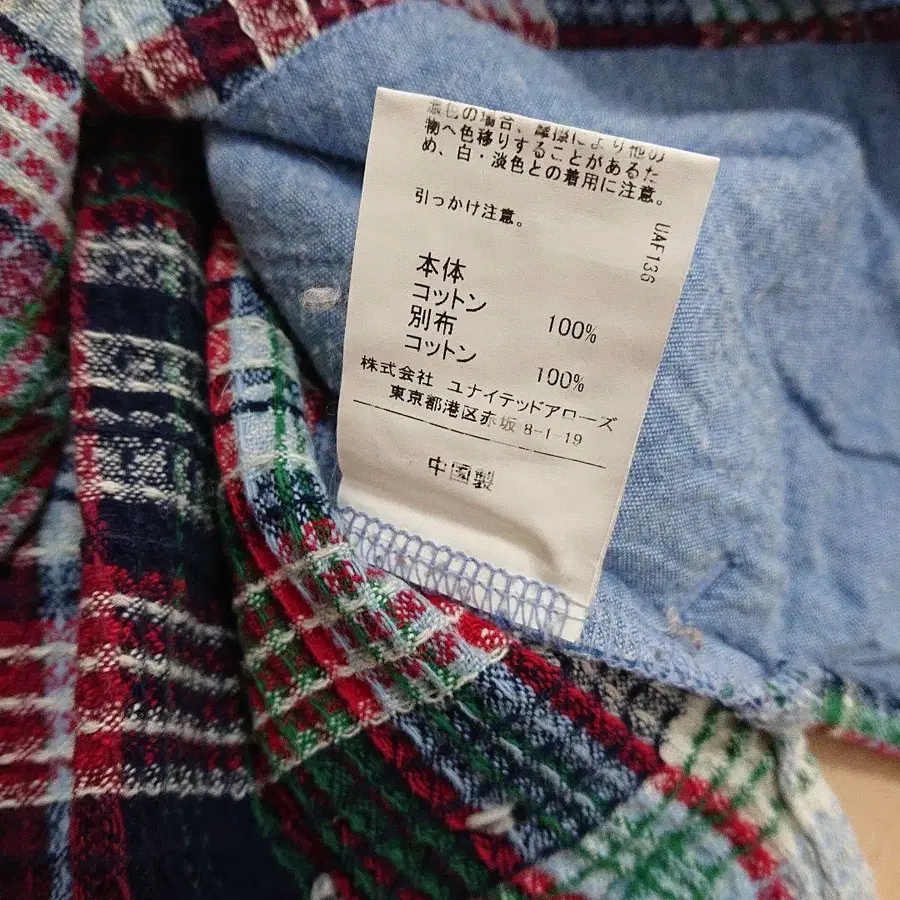 濃色の場合、摩擦により他の
物へ色移りすることがあるた
め、白・淡色との着用に注意。
引っかけ注意。
UAF136
本体
コットン 100%
別布
コットン 100%
株式会社 ユナイテッドアローズ
東京都港区赤坂 8-1-19
中国製